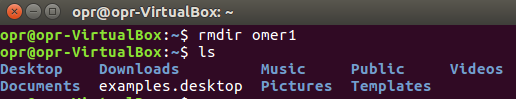 opr@opr-VirtualBox: ~
opr@opr-VirtualBox:~$ rmdir omer1
opr@opr-VirtualBox:~$ ls
Desktop Downloads Music Public Videos
Documents examples.desktop Pictures Templates